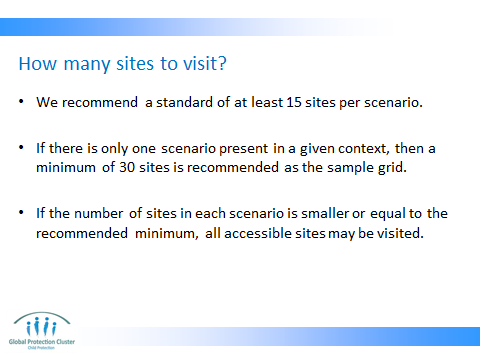 How many sites to visit?
• We recommend a standard of at least 15 sites per scenario.
• If there is only one scenario present in a given context, then a
minimum of 30 sites is recommended as the sample grid.
• If the number of sites in each scenario is smaller or equal to the
recommended minimum, all accessible sites may be visited.
Global Protection Cluster
Child Protection